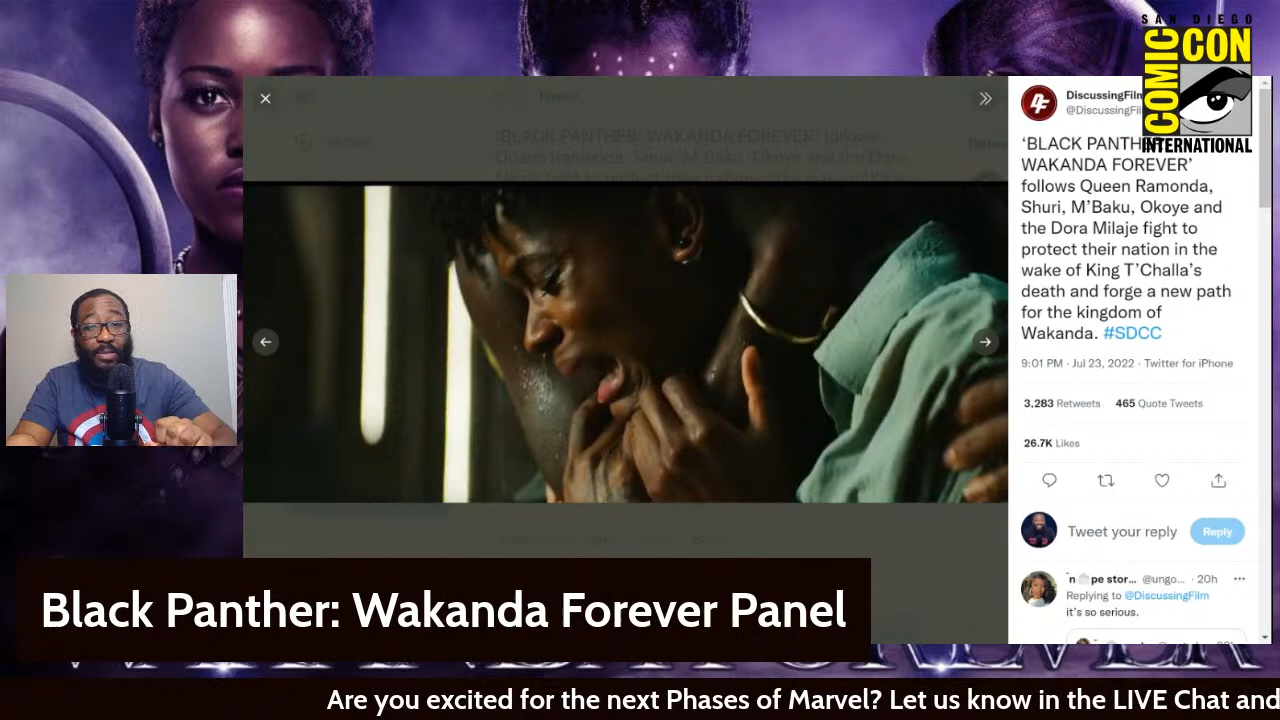 SAN DIEGO
COMIC
CON
INTERNATIONAL
DiscussingFilm
@DiscussingFil
‘BLACK PANTHER:
WAKANDA FOREVER’
follows Queen Ramonda,
Shuri, M’Baku, Okoye and
the Dora Milaje fight to
protect their nation in the
wake of King T’Challa’s
death and forge a new path
for the kingdom of
Wakanda. #SDCC
9:01 PM · Jul 23, 2022 · Twitter for iPhone
3,283 Retweets 465 Quote Tweets
26.7K Likes
Tweet your reply
Reply
pe stor... @ungo... · 20h
Replying to @DiscussingFilm
it’s so serious.
Black Panther: Wakanda Forever Panel
Are you excited for the next Phases of Marvel? Let us know in the LIVE Chat and